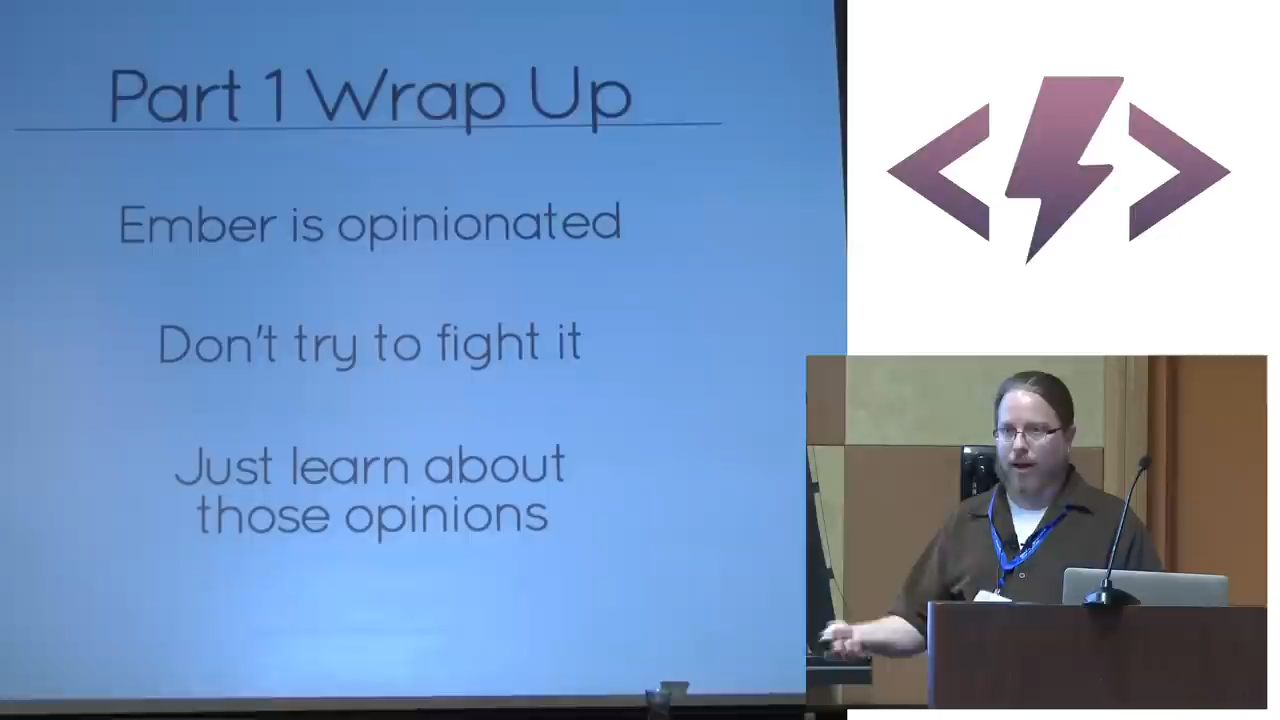 Part 1 Wrap Up
Ember is opinionated
Don't try to fight it
Just learn about
those opinions